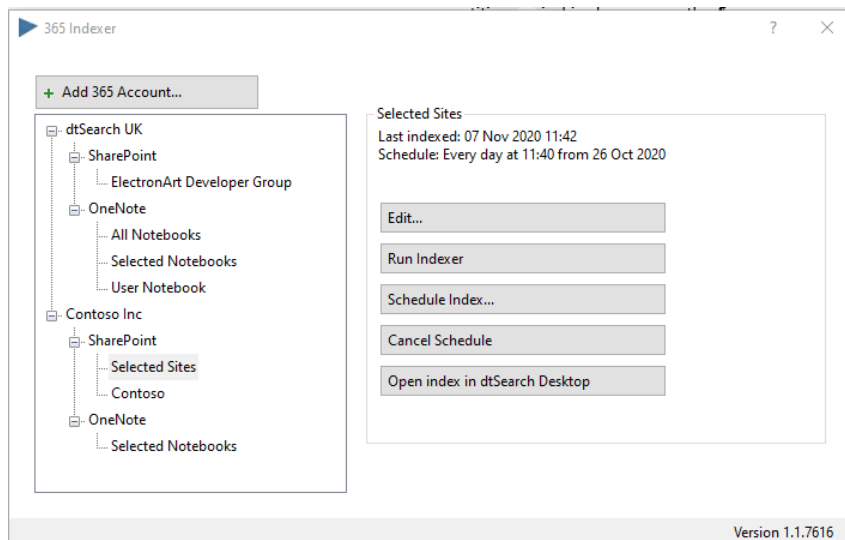 365 Indexer
? ×
+ Add 365 Account...
dtSearch UK
SharePoint
ElectronArt Developer Group
OneNote
All Notebooks
Selected Notebooks
User Notebook
Contoso Inc
SharePoint
Selected Sites
Contoso
OneNote
Selected Notebooks
Selected Sites
Last indexed: 07 Nov 2020 11:42
Schedule: Every day at 11:40 from 26 Oct 2020
Edit...
Run Indexer
Schedule Index...
Cancel Schedule
Open index in dtSearch Desktop
Version 1.1.7616